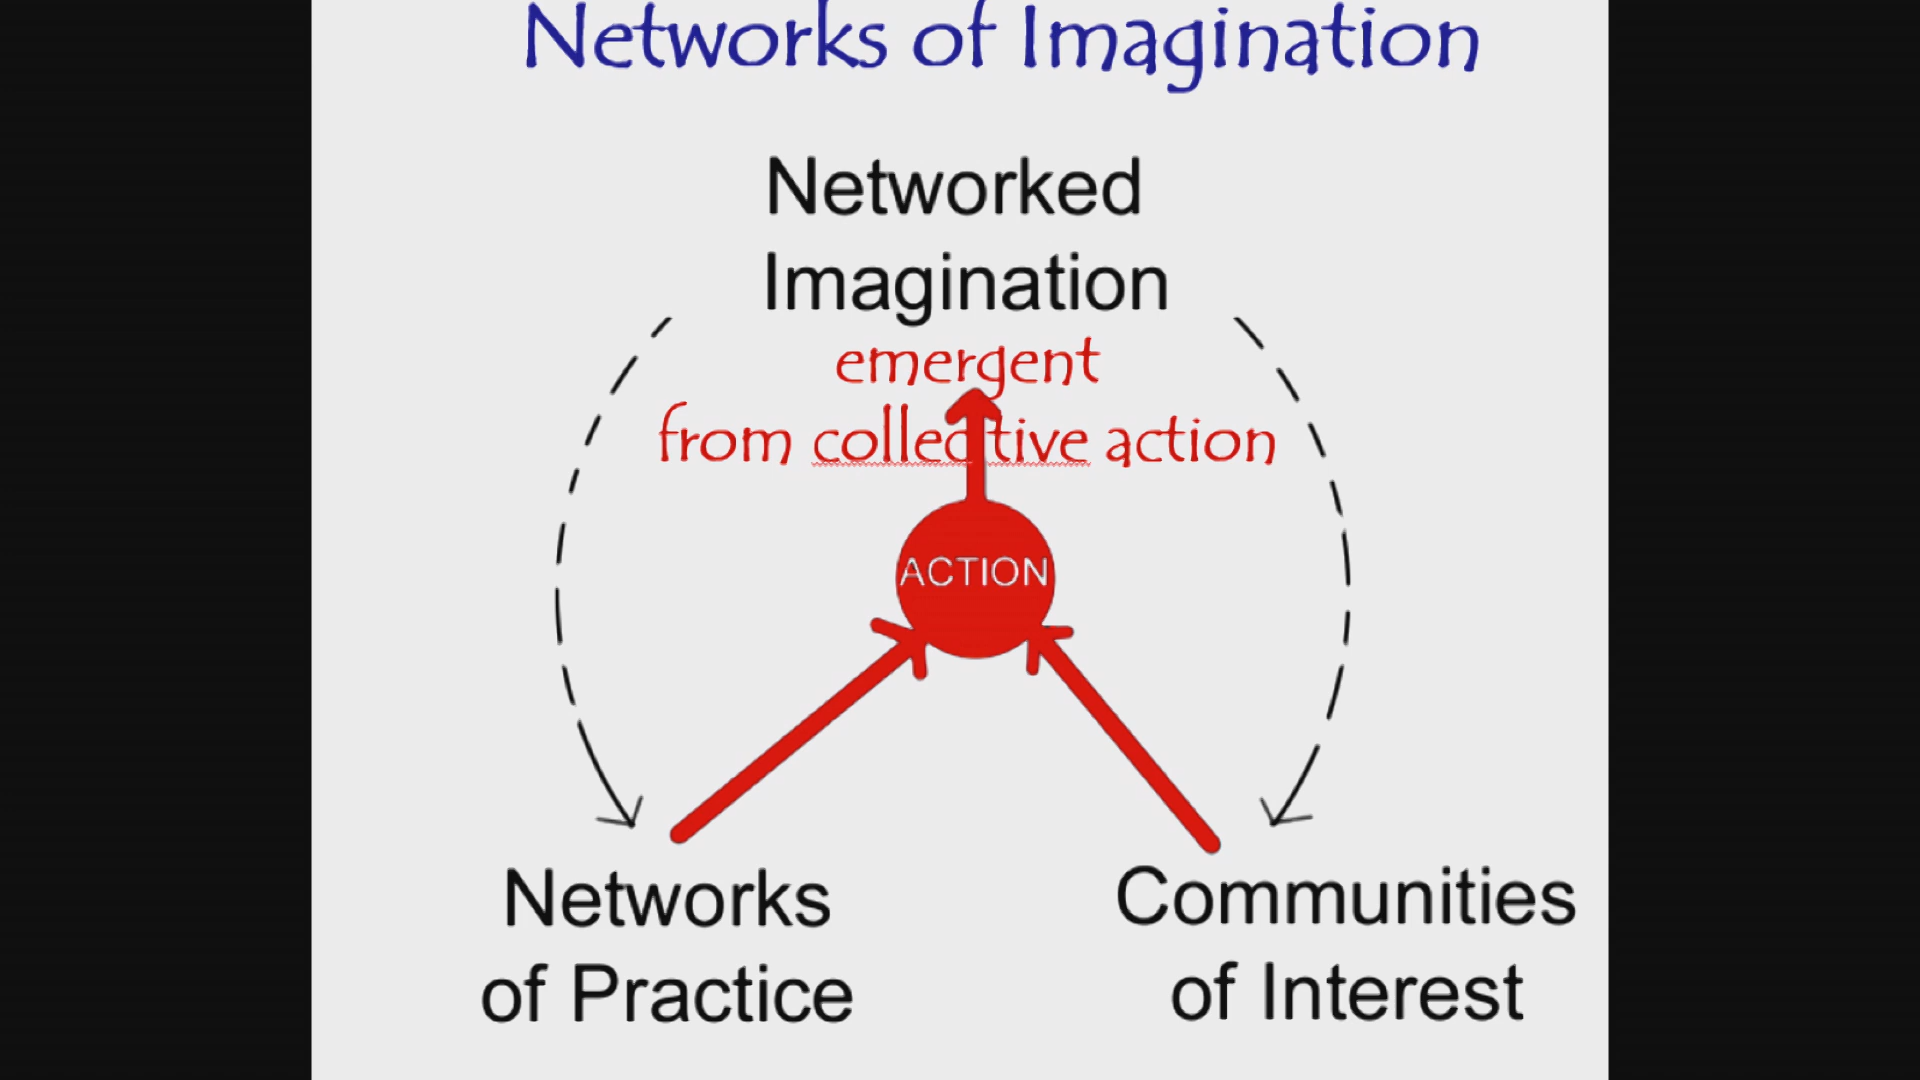 Networks of Imagination
Networked
Imagination
emergent
from collective action
ACTION
Networks
of Practice
Communities
of Interest